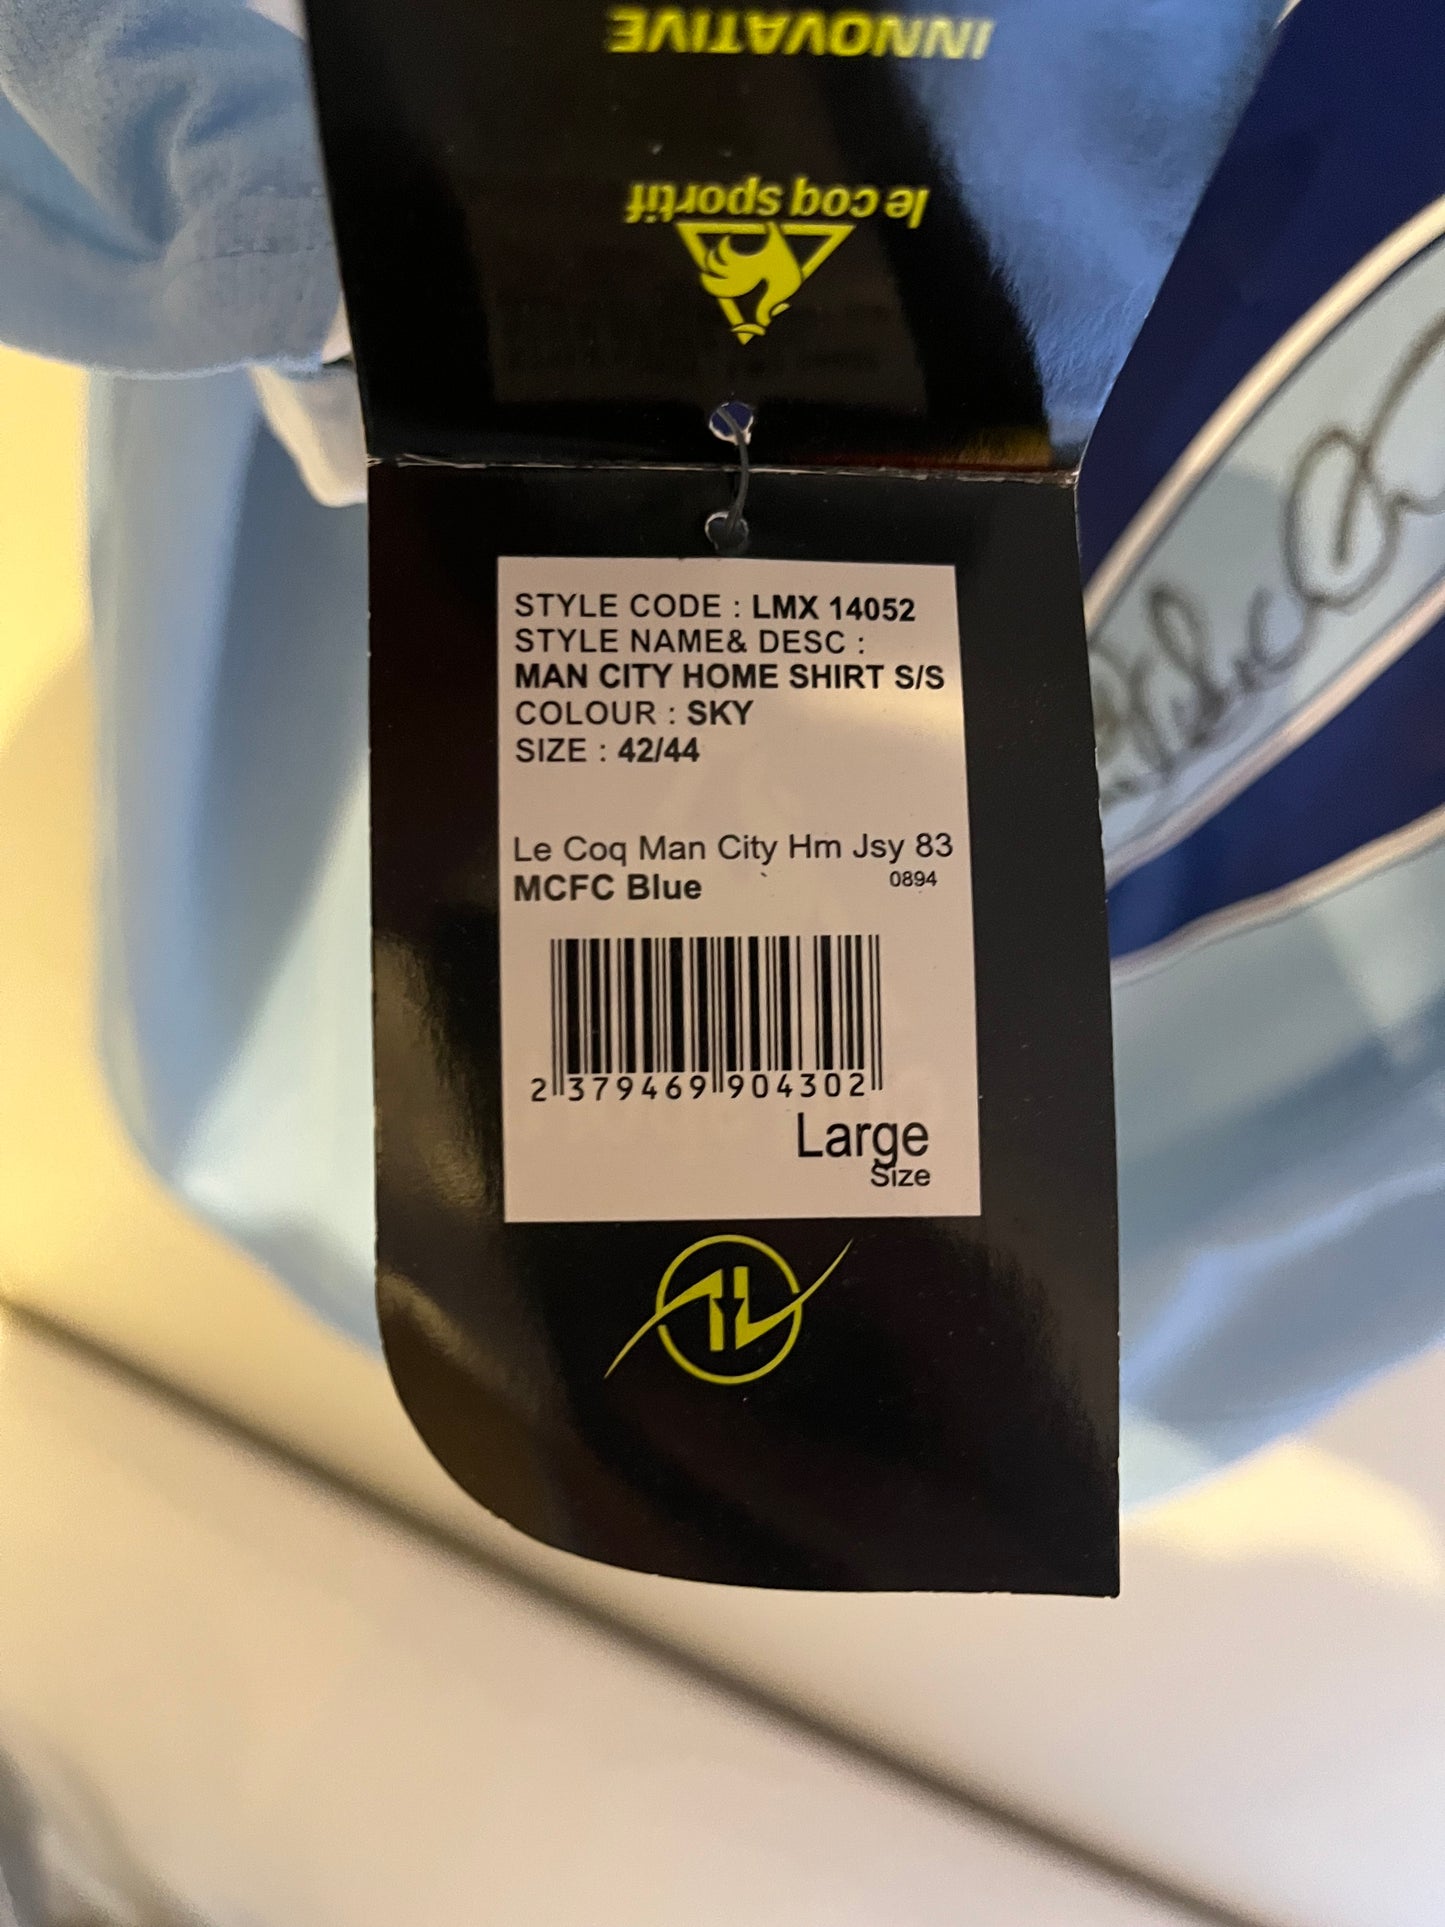 INNOVATIVE
le coq sportif
STYLE CODE : LMX 14052
STYLE NAME& DESC :
MAN CITY HOME SHIRT S/S
COLOUR : SKY
SIZE : 42/44
Le Coq Man City Hm Jsy 83
MCFC Blue 0894
2 379469 904302
Large
Size